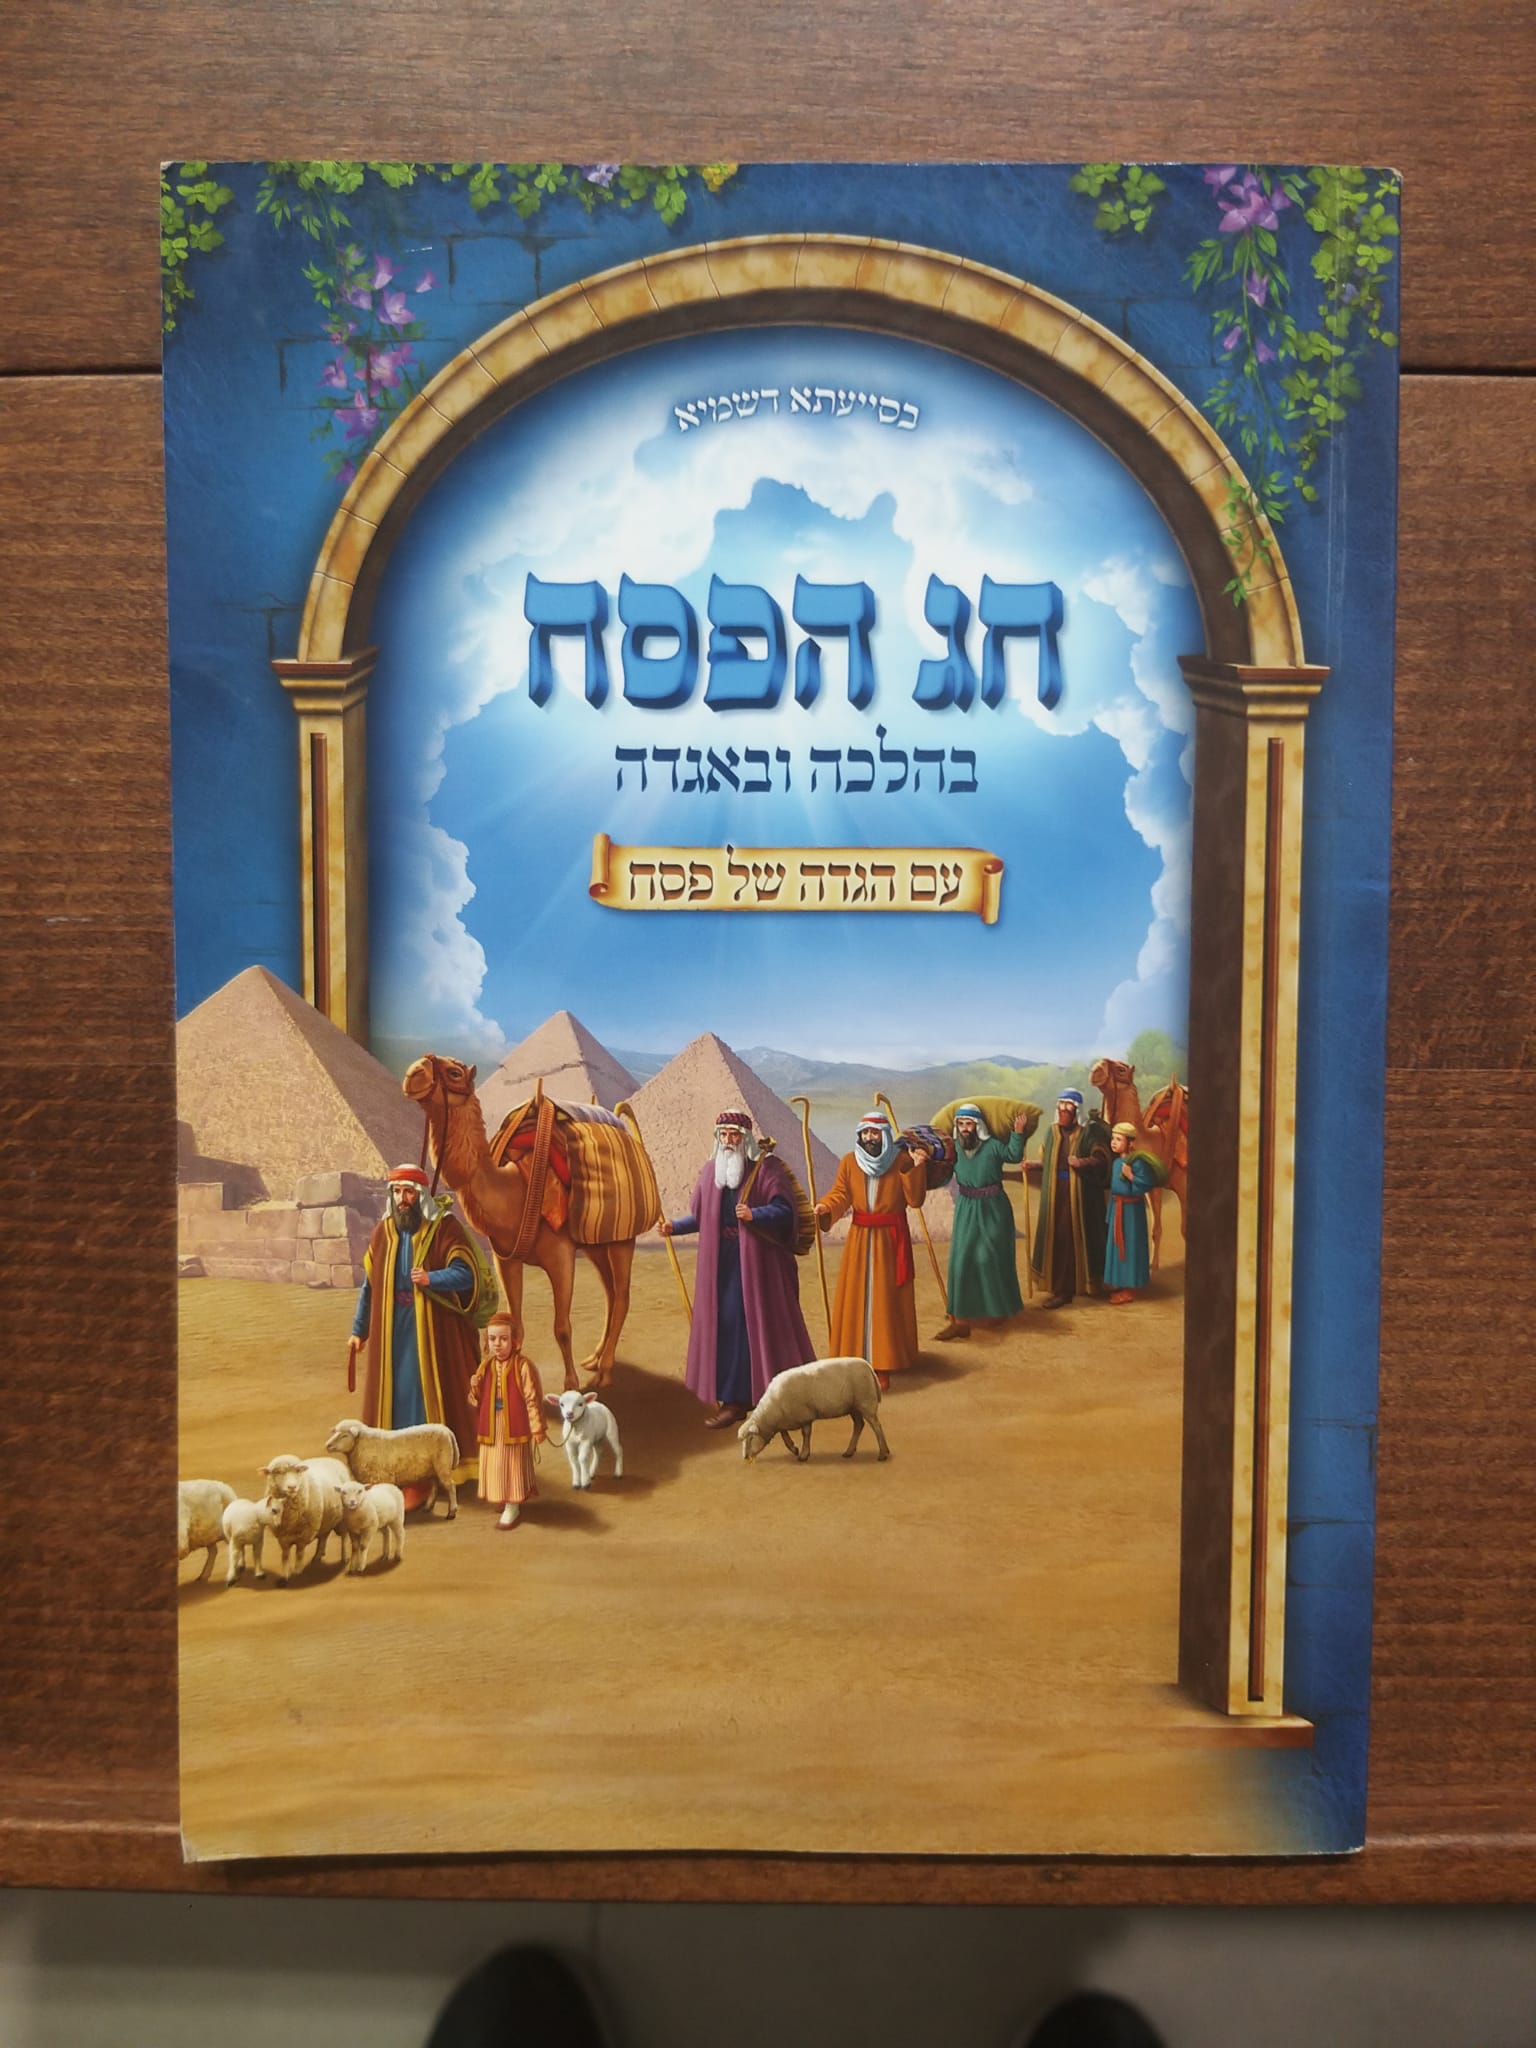 בסייעתא דשמיא
חג הפסח
בהלכה ובאגדה
עם הגדה של פסח